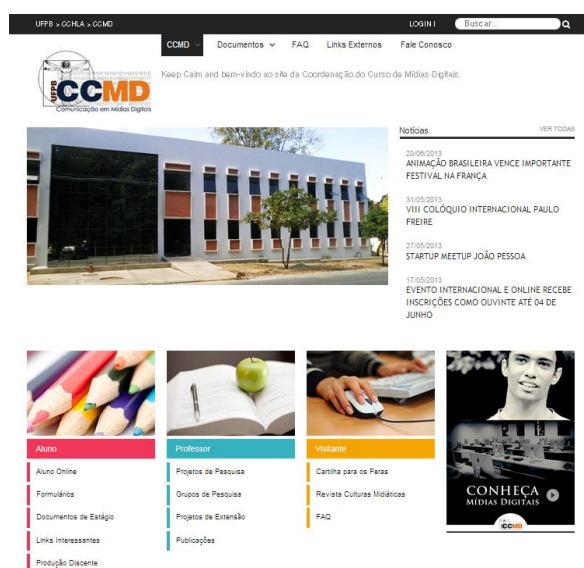 UFPB > CCHLA > CCMD
LOGIN I
Buscar...
CCMD
Documentos
FAQ
Links Externos
Fale Conosco
UFPB
CCMD
Comunicação em Mídias Digitais
Keep Calm and bem-vindo ao site da Coordenação do Curso de Mídias Digitais.
Notícias
VER TODAS
20/06/2013
ANIMAÇÃO BRASILEIRA VENCE IMPORTANTE
FESTIVAL NA FRANÇA
31/05/2013
VIII COLÓQUIO INTERNACIONAL PAULO
FREIRE
27/05/2013
STARTUP MEETUP JOÃO PESSOA
17/05/2013
EVENTO INTERNACIONAL E ONLINE RECEBE
INSCRIÇÕES COMO OUVINTE ATÉ 04 DE
JUNHO
Aluno
Aluno Online
Formulários
Documentos de Estágio
Links Interessantes
Produção Discente
Professor
Projetos de Pesquisa
Grupos de Pesquisa
Projetos de Extensão
Publicações
Visitante
Cartilha para os Feras
Revista Culturas Midiáticas
FAQ
CONHEÇA
MÍDIAS DIGITAIS
CCMD